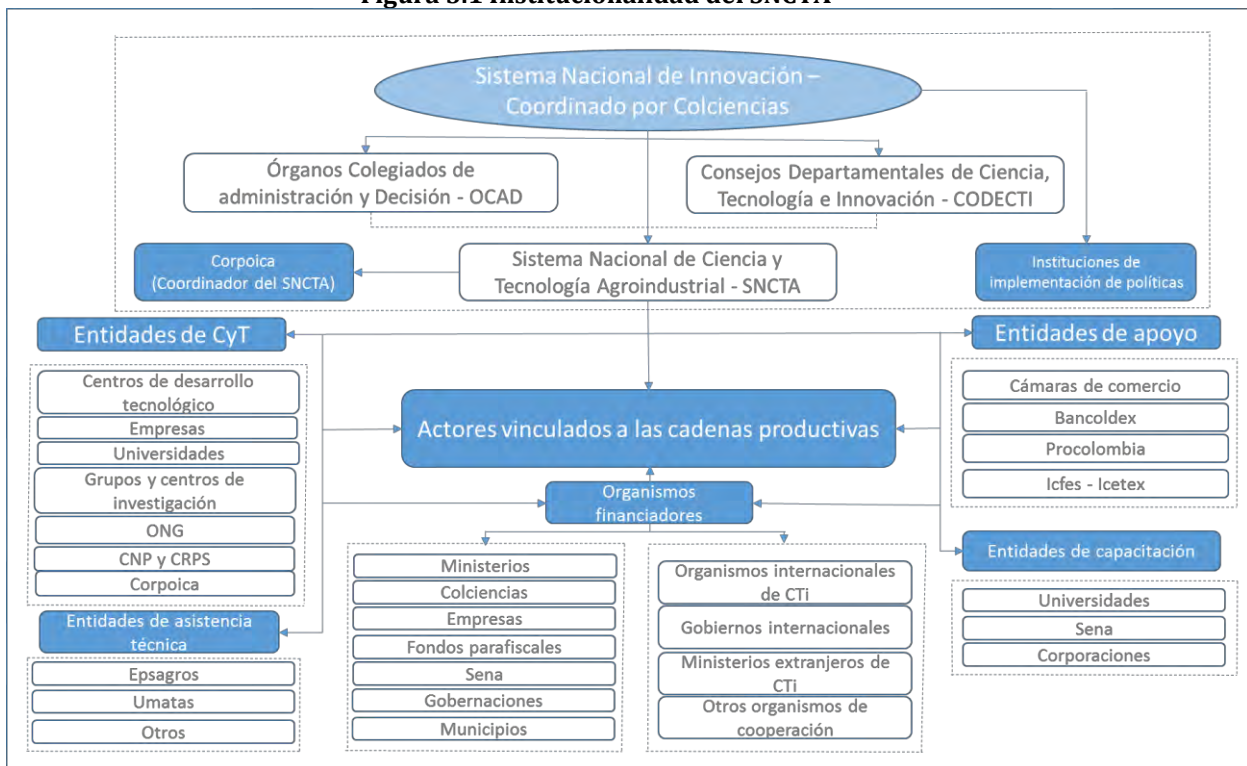 Figura 3.1 Institucionalidad del SNCTA
Sistema Nacional de Innovación –
Coordinado por Colciencias
Órganos Colegiados de
administración y Decisión - OCAD
Consejos Departamentales de Ciencia,
Tecnología e Innovación - CODECTI
Corpoica
(Coordinador del SNCTA)
Sistema Nacional de Ciencia y
Tecnología Agroindustrial - SNCTA
Instituciones de
implementación de políticas
Entidades de CyT
Centros de desarrollo
tecnológico
Empresas
Universidades
Grupos y centros de
investigación
ONG
CNP y CRPS
Corpoica
Entidades de asistencia
técnica
Epsagros
Umatas
Otros
Actores vinculados a las cadenas productivas
Organismos
financiadores
Ministerios
Colciencias
Empresas
Fondos parafiscales
Sena
Gobernaciones
Municipios
Organismos internacionales
de CTi
Gobiernos internacionales
Ministerios extranjeros de
CTi
Otros organismos de
cooperación
Entidades de apoyo
Cámaras de comercio
Bancoldex
Procolombia
Icfes - Icetex
Entidades de capacitación
Universidades
Sena
Corporaciones